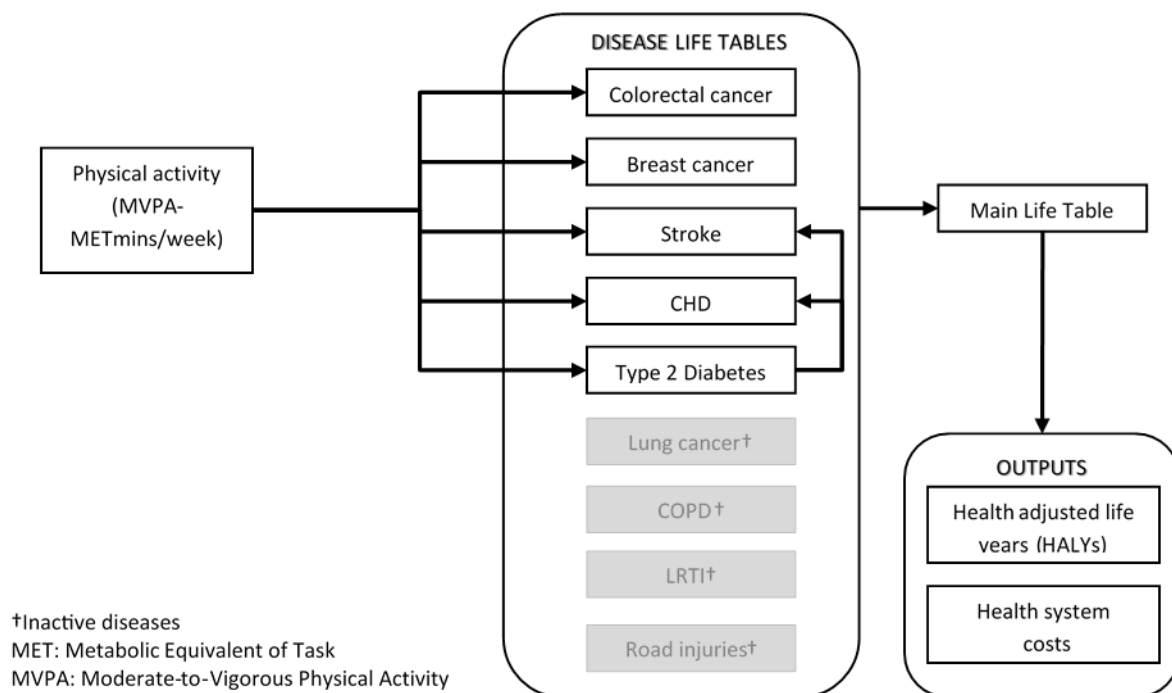 DISEASE LIFE TABLES
Colorectal cancer
Breast cancer
Stroke
CHD
Type 2 Diabetes
Lung cancer†
COPD†
LRTI†
Road injuries†
Physical activity
(MVPA-
METmins/week)
Main Life Table
OUTPUTS
Health adjusted life
years (HALYs)
Health system
costs
†Inactive diseases
MET: Metabolic Equivalent of Task
MVPA: Moderate-to-Vigorous Physical Activity